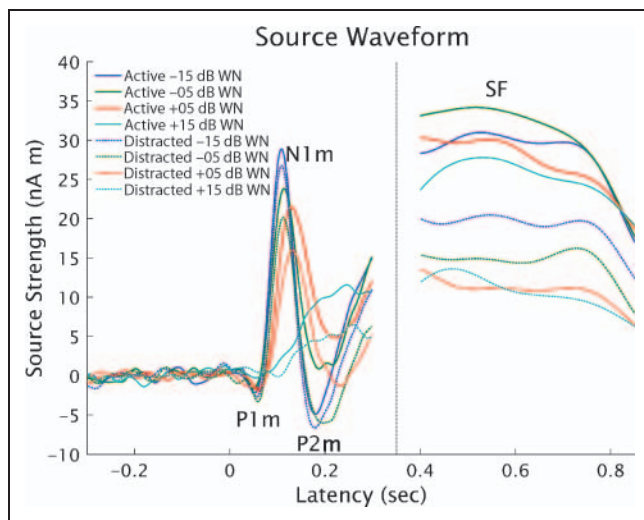 Source Waveform
40
35
30
25
20
15
10
5
0
-5
-10
Source Strength (nA m)
Active –15 dB WN
Active –05 dB WN
Active +05 dB WN
Active +15 dB WN
Distracted –15 dB WN
Distracted –05 dB WN
Distracted +05 dB WN
Distracted +15 dB WN
N1m
SF
P1m
P2m
-0.2 0 0.2 0.4 0.6 0.8
Latency (sec)